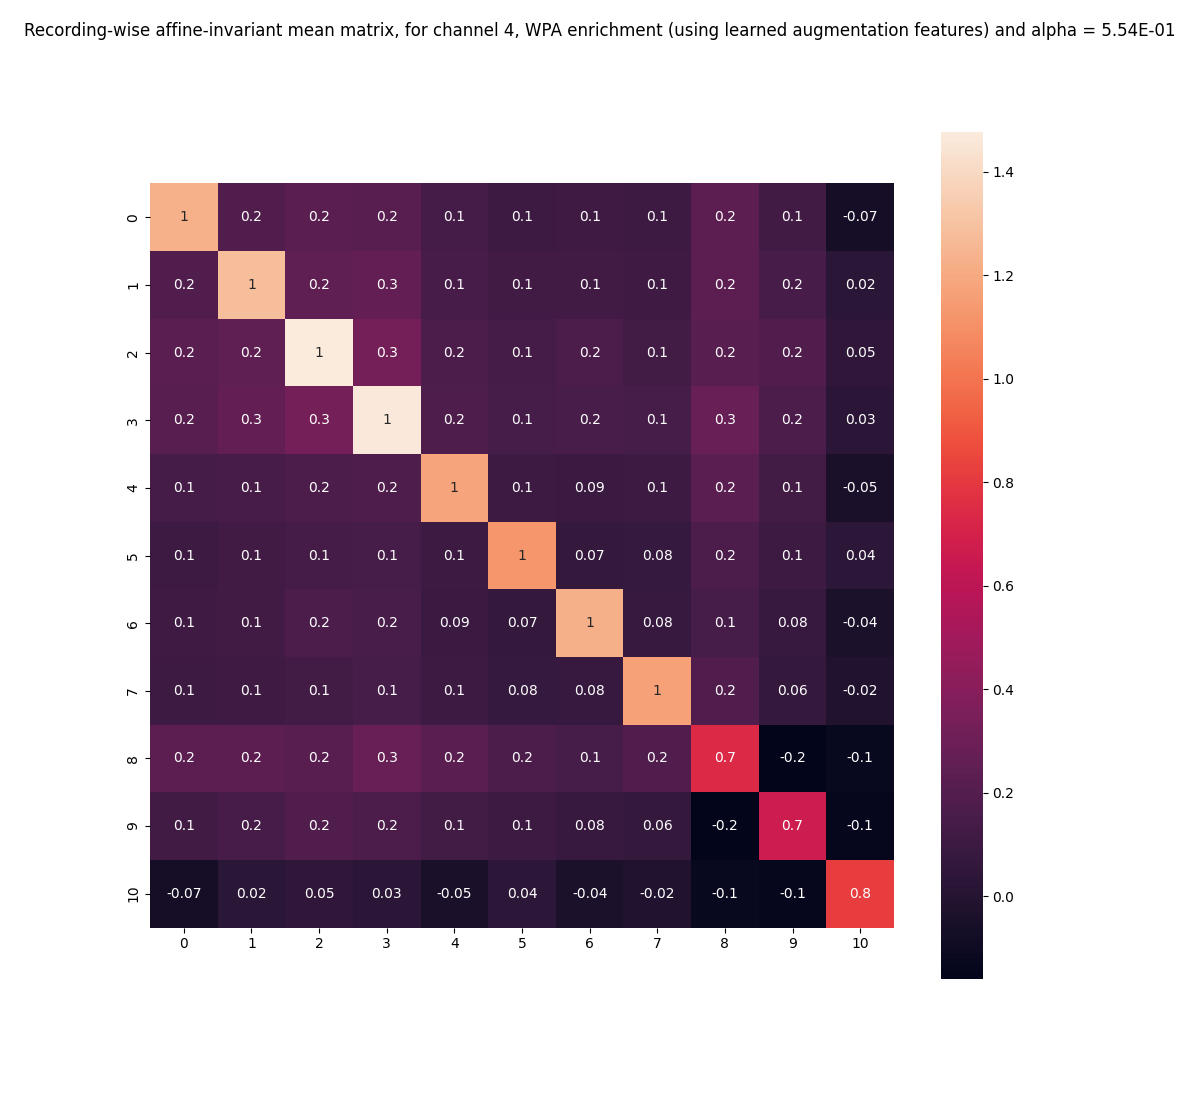 Recording-wise affine-invariant mean matrix, for channel 4, WPA enrichment (using learned augmentation features) and alpha = 5.54E-01
0 1 0.2 0.2 0.2 0.1 0.1 0.1 0.1 0.2 0.1 -0.07
1 0.2 1 0.2 0.3 0.1 0.1 0.1 0.1 0.2 0.2 0.02
2 0.2 0.2 1 0.3 0.2 0.1 0.2 0.1 0.2 0.2 0.05
3 0.2 0.3 0.3 1 0.2 0.1 0.2 0.1 0.3 0.2 0.03
4 0.1 0.1 0.2 0.2 1 0.1 0.09 0.1 0.2 0.1 -0.05
5 0.1 0.1 0.1 0.1 0.1 1 0.07 0.08 0.2 0.1 0.04
6 0.1 0.1 0.2 0.2 0.09 0.07 1 0.08 0.1 0.08 -0.04
7 0.1 0.1 0.1 0.1 0.1 0.08 0.08 1 0.2 0.06 -0.02
8 0.2 0.2 0.2 0.3 0.2 0.2 0.1 0.2 0.7 -0.2 -0.1
9 0.1 0.2 0.2 0.2 0.1 0.1 0.08 0.06 -0.2 0.7 -0.1
10 -0.07 0.02 0.05 0.03 -0.05 0.04 -0.04 -0.02 -0.1 -0.1 0.8
0 1 2 3 4 5 6 7 8 9 10
1.4
1.2
1.0
0.8
0.6
0.4
0.2
0.0